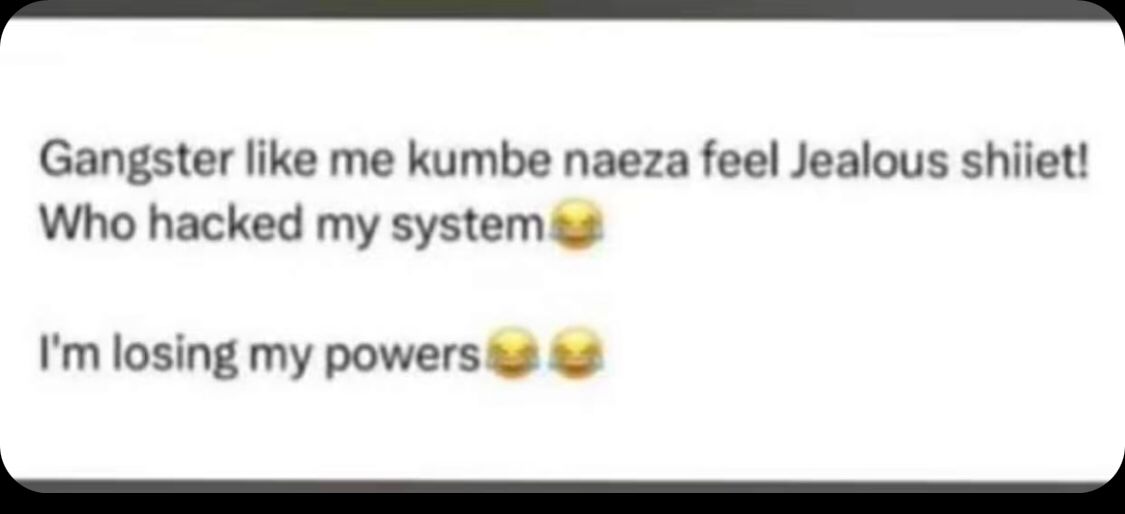 Gangster like me kumbe naeza feel Jealous shiiet!
Who hacked my system😂
I'm losing my powers😂😂